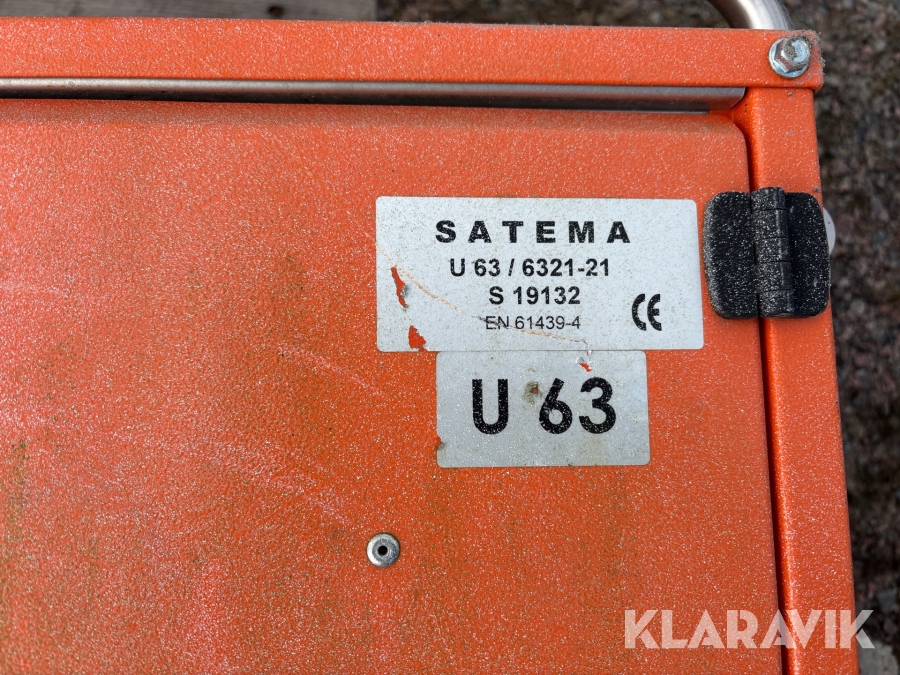 SATEMA
U 63 / 6321-21
S 19132
EN 61439-4
CE
U 63
KLARAVIK